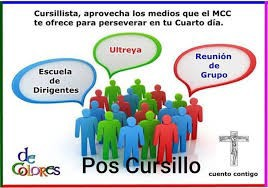 Cursillista, aprovecha los medios que el MCC
te ofrece para perseverar en tu Cuarto día.
Ultreya
Escuela
de
Dirigentes
Reunión
de
Grupo
de
COLORES
Pos Cursillo
cuento contigo